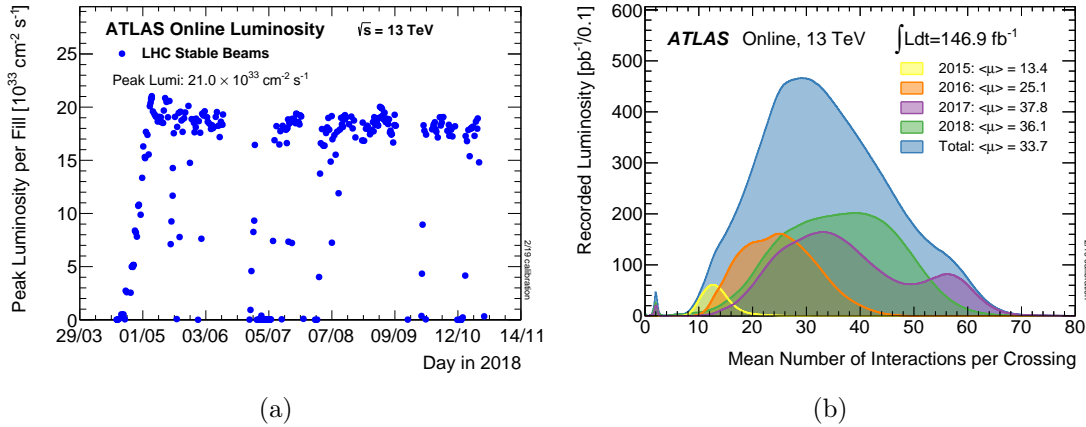 ATLAS Online Luminosity √s = 13 TeV
LHC Stable Beams
Peak Lumi: 21.0 × 10³³ cm⁻² s⁻¹
Peak Luminosity per Fill [10³³ cm⁻² s⁻¹]
25
20
15
10
5
0
29/03 01/05 03/06 05/07 07/08 09/09 12/10 14/11
Day in 2018
2/19 calibration
(a)
ATLAS Online, 13 TeV ∫Ldt=146.9 fb⁻¹
2015: <μ> = 13.4
2016: <μ> = 25.1
2017: <μ> = 37.8
2018: <μ> = 36.1
Total: <μ> = 33.7
Recorded Luminosity [pb⁻¹/0.1]
600
500
400
300
200
100
0
0 10 20 30 40 50 60 70 80
Mean Number of Interactions per Crossing
(b)